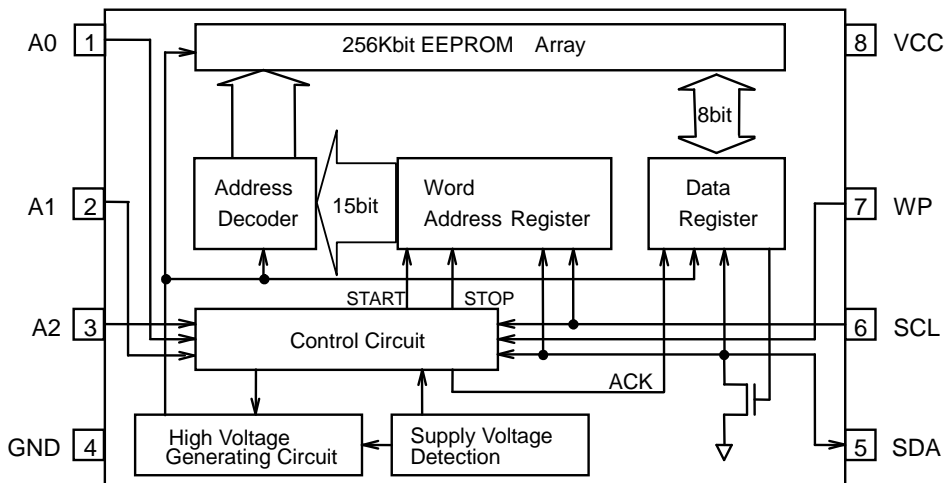 A0 1
256Kbit EEPROM Array
8 VCC
8bit
A1 2
Address
Decoder
15bit
Word
Address Register
Data
Register
7 WP
START
STOP
A2 3
Control Circuit
6 SCL
ACK
GND 4
High Voltage
Generating Circuit
Supply Voltage
Detection
5 SDA